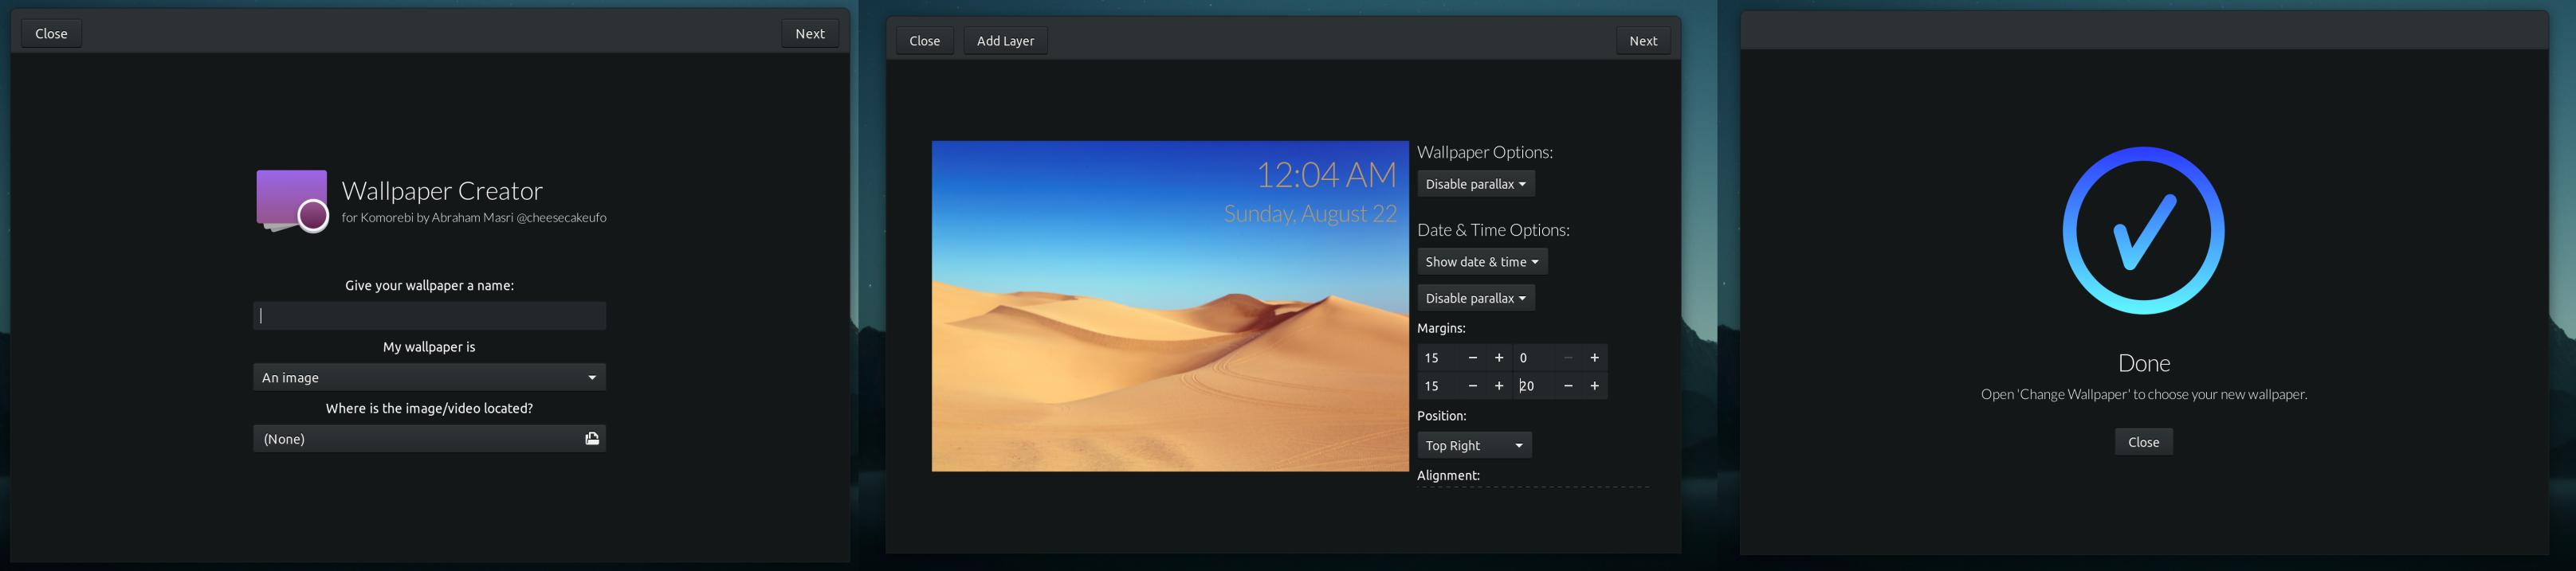 Close
Next
Wallpaper Creator
for Komorebi by Abraham Masri @cheesecakeufo
Give your wallpaper a name:
My wallpaper is
An image
Where is the image/video located?
(None)
Close
Add Layer
Next
12:04 AM
Sunday, August 22
Wallpaper Options:
Disable parallax
Date & Time Options:
Show date & time
Disable parallax
Margins:
15 − + 0 − +
15 − + 20 − +
Position:
Top Right
Alignment:
Done
Open 'Change Wallpaper' to choose your new wallpaper.
Close